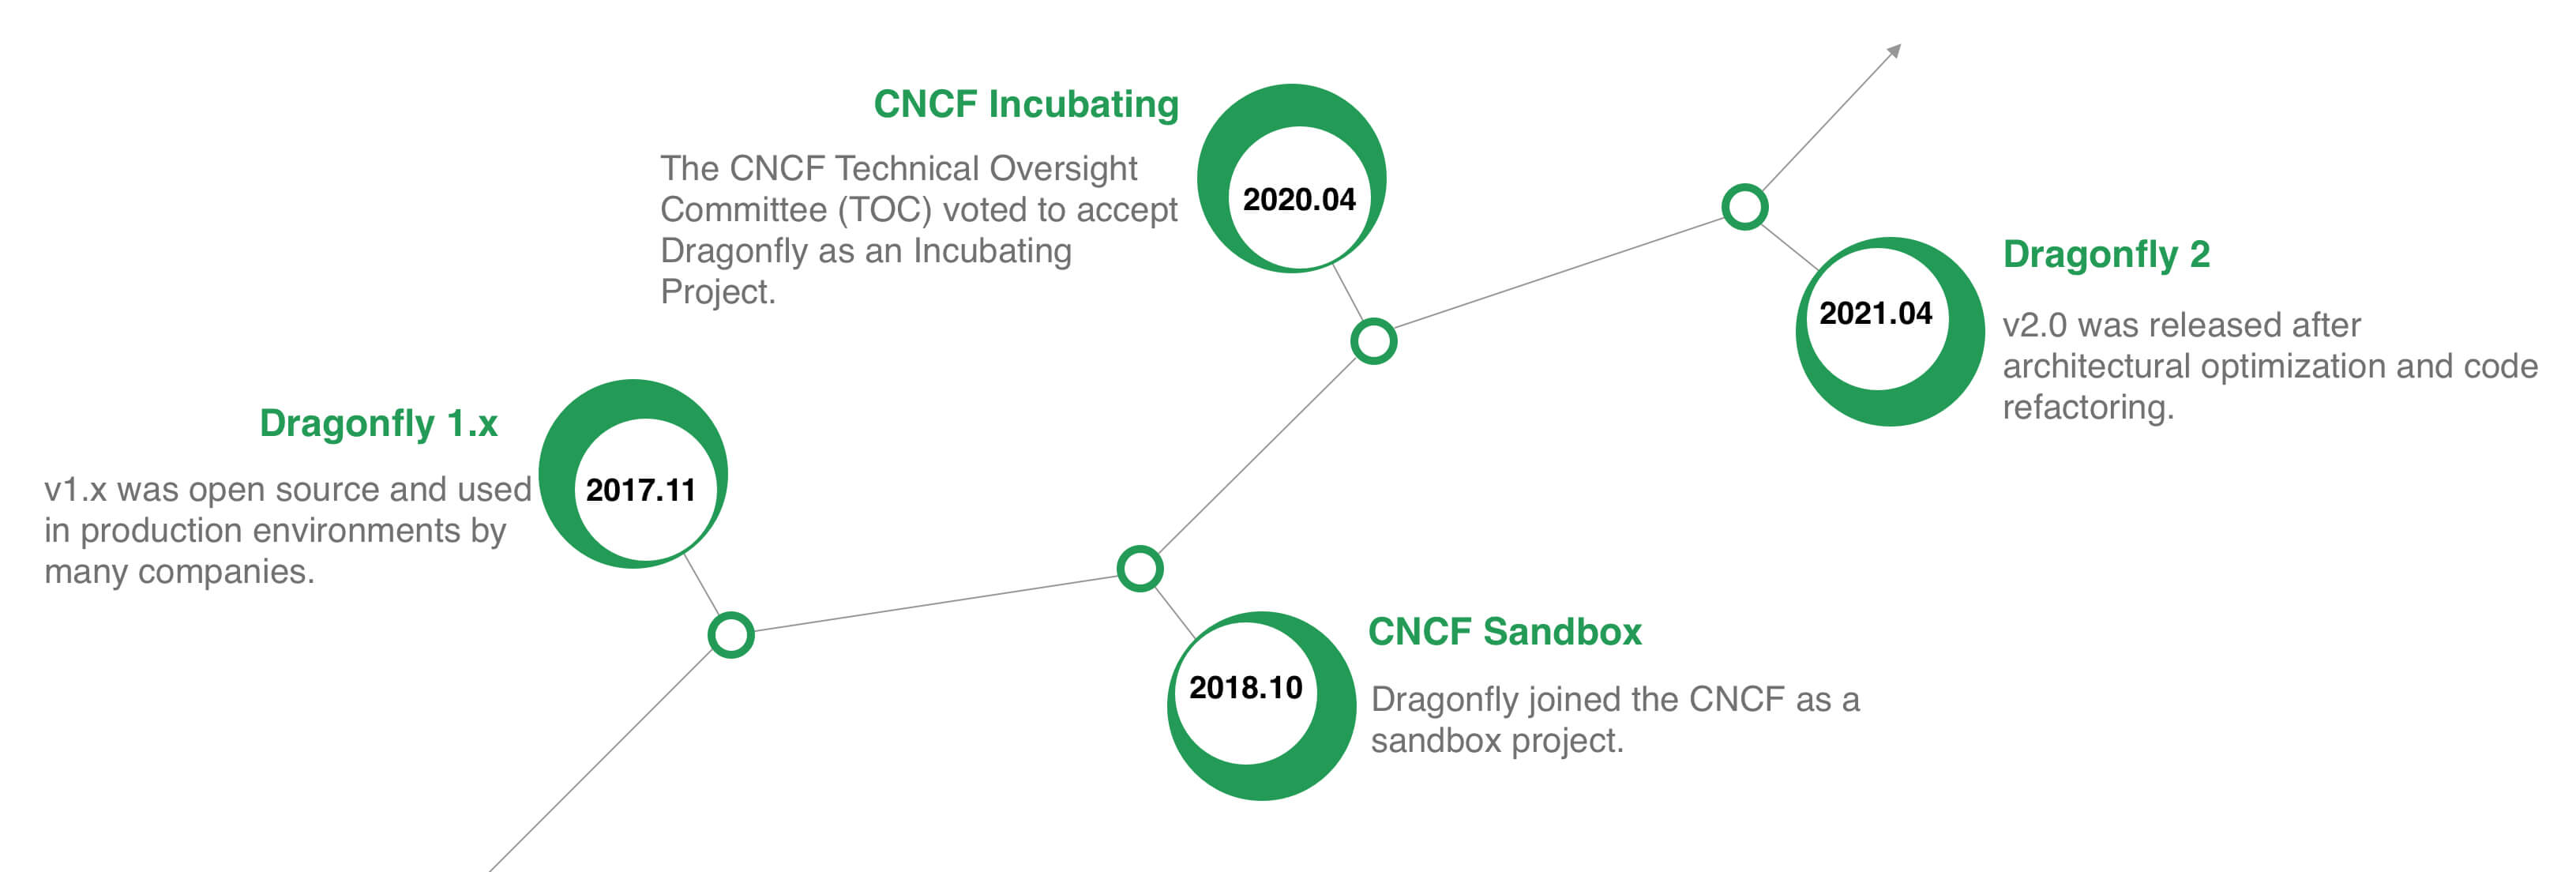 CNCF Incubating
The CNCF Technical Oversight
Committee (TOC) voted to accept
Dragonfly as an Incubating
Project.
2020.04
Dragonfly 2
v2.0 was released after
architectural optimization and code
refactoring.
2021.04
Dragonfly 1.x
v1.x was open source and used
in production environments by
many companies.
2017.11
CNCF Sandbox
Dragonfly joined the CNCF as a
sandbox project.
2018.10